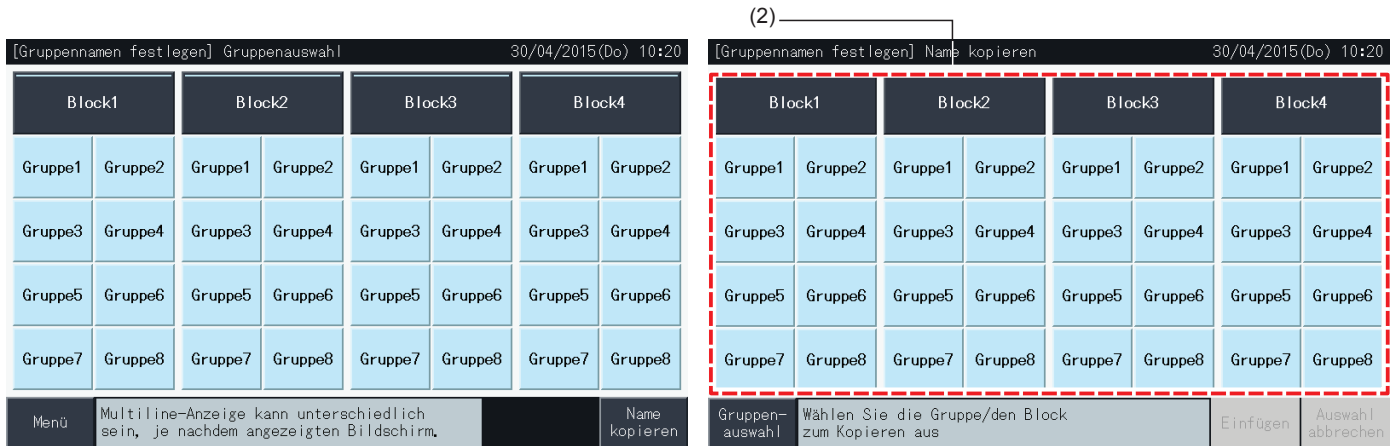 (2)
[Gruppennamen festlegen] Gruppenauswahl 30/04/2015(Do) 10:20
Block1 Block2 Block3 Block4
Gruppe1 Gruppe2 Gruppe1 Gruppe2 Gruppe1 Gruppe2 Gruppe1 Gruppe2
Gruppe3 Gruppe4 Gruppe3 Gruppe4 Gruppe3 Gruppe4 Gruppe3 Gruppe4
Gruppe5 Gruppe6 Gruppe5 Gruppe6 Gruppe5 Gruppe6 Gruppe5 Gruppe6
Gruppe7 Gruppe8 Gruppe7 Gruppe8 Gruppe7 Gruppe8 Gruppe7 Gruppe8
Menü
Multiline-Anzeige kann unterschiedlich
sein, je nachdem angezeigten Bildschirm.
Name
kopieren
[Gruppennamen festlegen] Name kopieren 30/04/2015(Do) 10:20
Block1 Block2 Block3 Block4
Gruppe1 Gruppe2 Gruppe1 Gruppe2 Gruppe1 Gruppe2 Gruppe1 Gruppe2
Gruppe3 Gruppe4 Gruppe3 Gruppe4 Gruppe3 Gruppe4 Gruppe3 Gruppe4
Gruppe5 Gruppe6 Gruppe5 Gruppe6 Gruppe5 Gruppe6 Gruppe5 Gruppe6
Gruppe7 Gruppe8 Gruppe7 Gruppe8 Gruppe7 Gruppe8 Gruppe7 Gruppe8
Gruppen-
auswahl
Wählen Sie die Gruppe/den Block
zum Kopieren aus
Einfügen
Auswahl
abbrechen